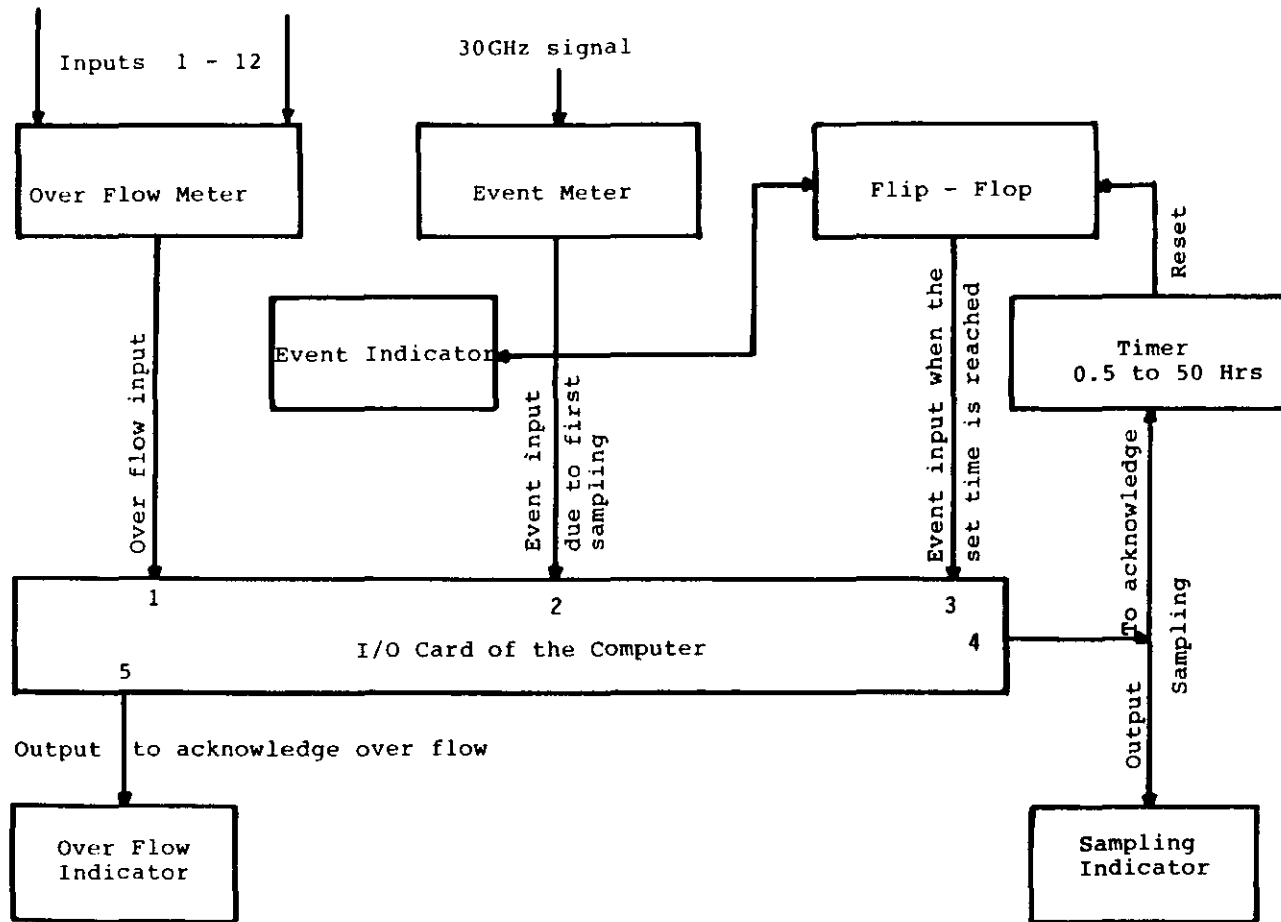 Inputs 1 - 12
30GHz signal
Over Flow Meter
Event Meter
Flip - Flop
Reset
Event Indicator
Timer
0.5 to 50 Hrs
Over flow input
Event input
due to first
sampling
Event input when the
set time is reached
To acknowledge
Sampling
Output
1
2
3
4
I/O Card of the Computer
5
Output to acknowledge over flow
Over Flow
Indicator
Sampling
Indicator